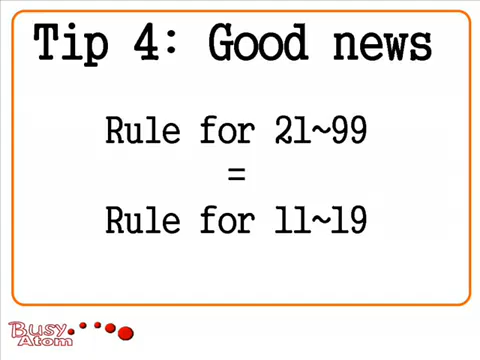 Tip 4: Good news
Rule for 21~99
=
Rule for 11~19
Busy
Atom